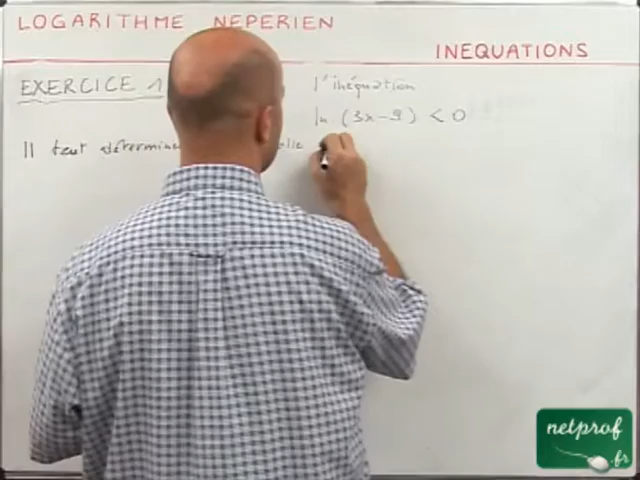 LOGARITHME NEPERIEN
INEQUATIONS
EXERCICE 1 l'inéquation
ln (3x-9) < 0
Il faut
netprof
.fr